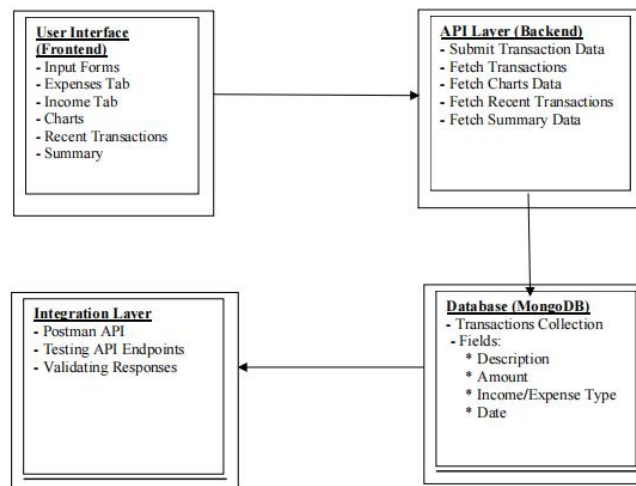 User Interface
(Frontend)
- Input Forms
- Expenses Tab
- Income Tab
- Charts
- Recent Transactions
- Summary
API Layer (Backend)
- Submit Transaction Data
- Fetch Transactions
- Fetch Charts Data
- Fetch Recent Transactions
- Fetch Summary Data
Integration Layer
- Postman API
- Testing API Endpoints
- Validating Responses
Database (MongoDB)
- Transactions Collection
- Fields:
* Description
* Amount
* Income/Expense Type
* Date